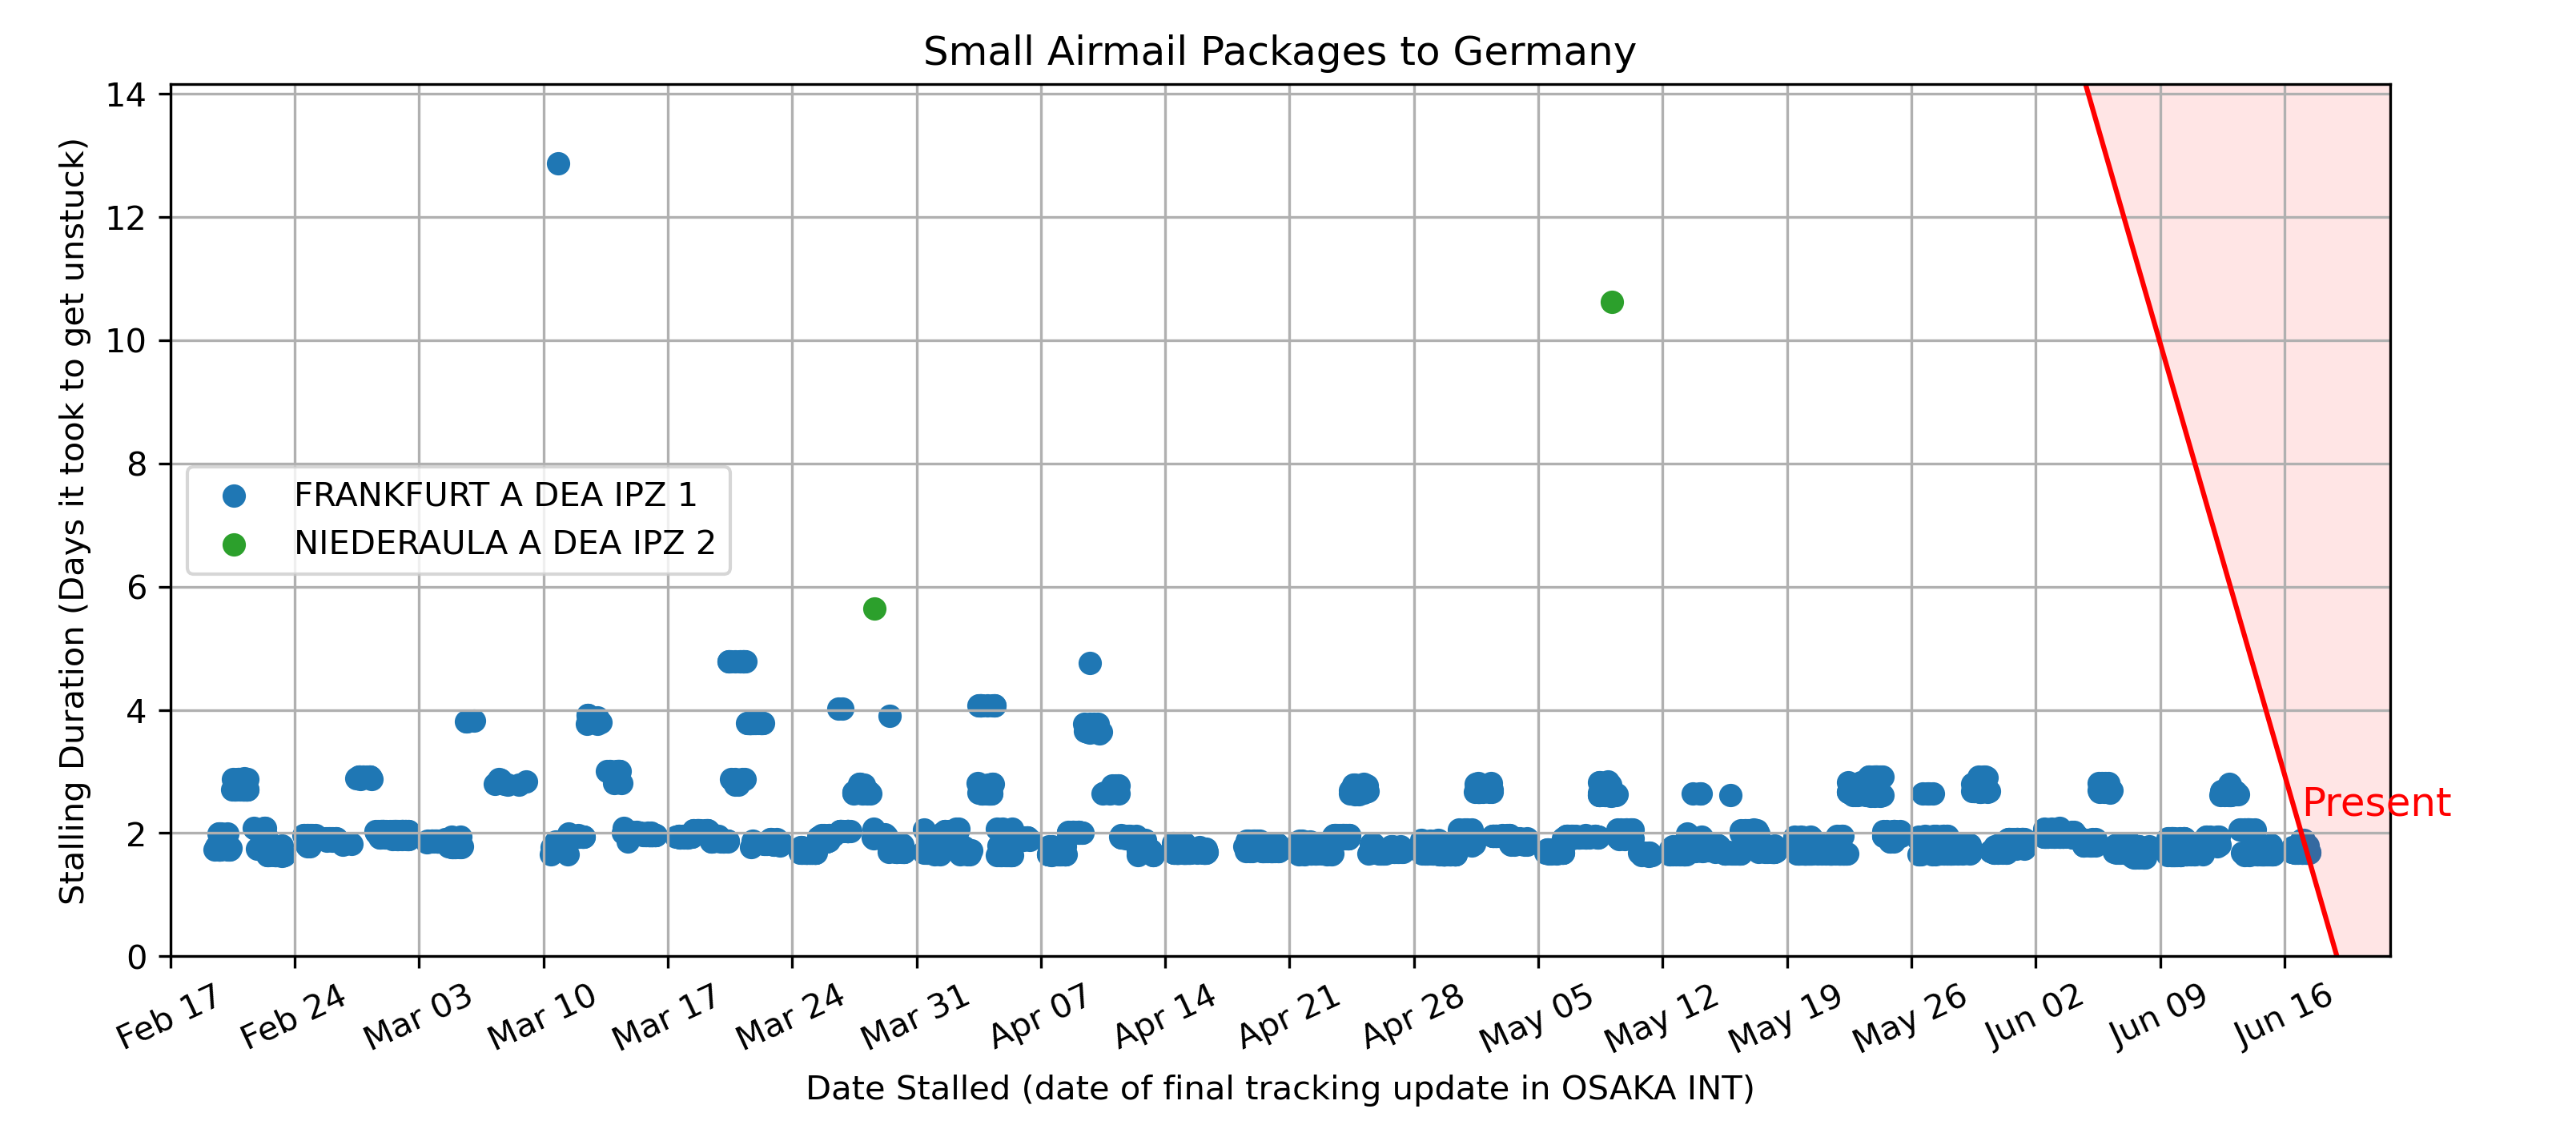 Small Airmail Packages to Germany
Stalling Duration (Days it took to get unstuck)
14
12
10
8
6
4
2
0
FRANKFURT A DEA IPZ 1
NIEDERAULA A DEA IPZ 2
Present
Feb 17
Feb 24
Mar 03
Mar 10
Mar 17
Mar 24
Mar 31
Apr 07
Apr 14
Apr 21
Apr 28
May 05
May 12
May 19
May 26
Jun 02
Jun 09
Jun 16
Date Stalled (date of final tracking update in OSAKA INT)